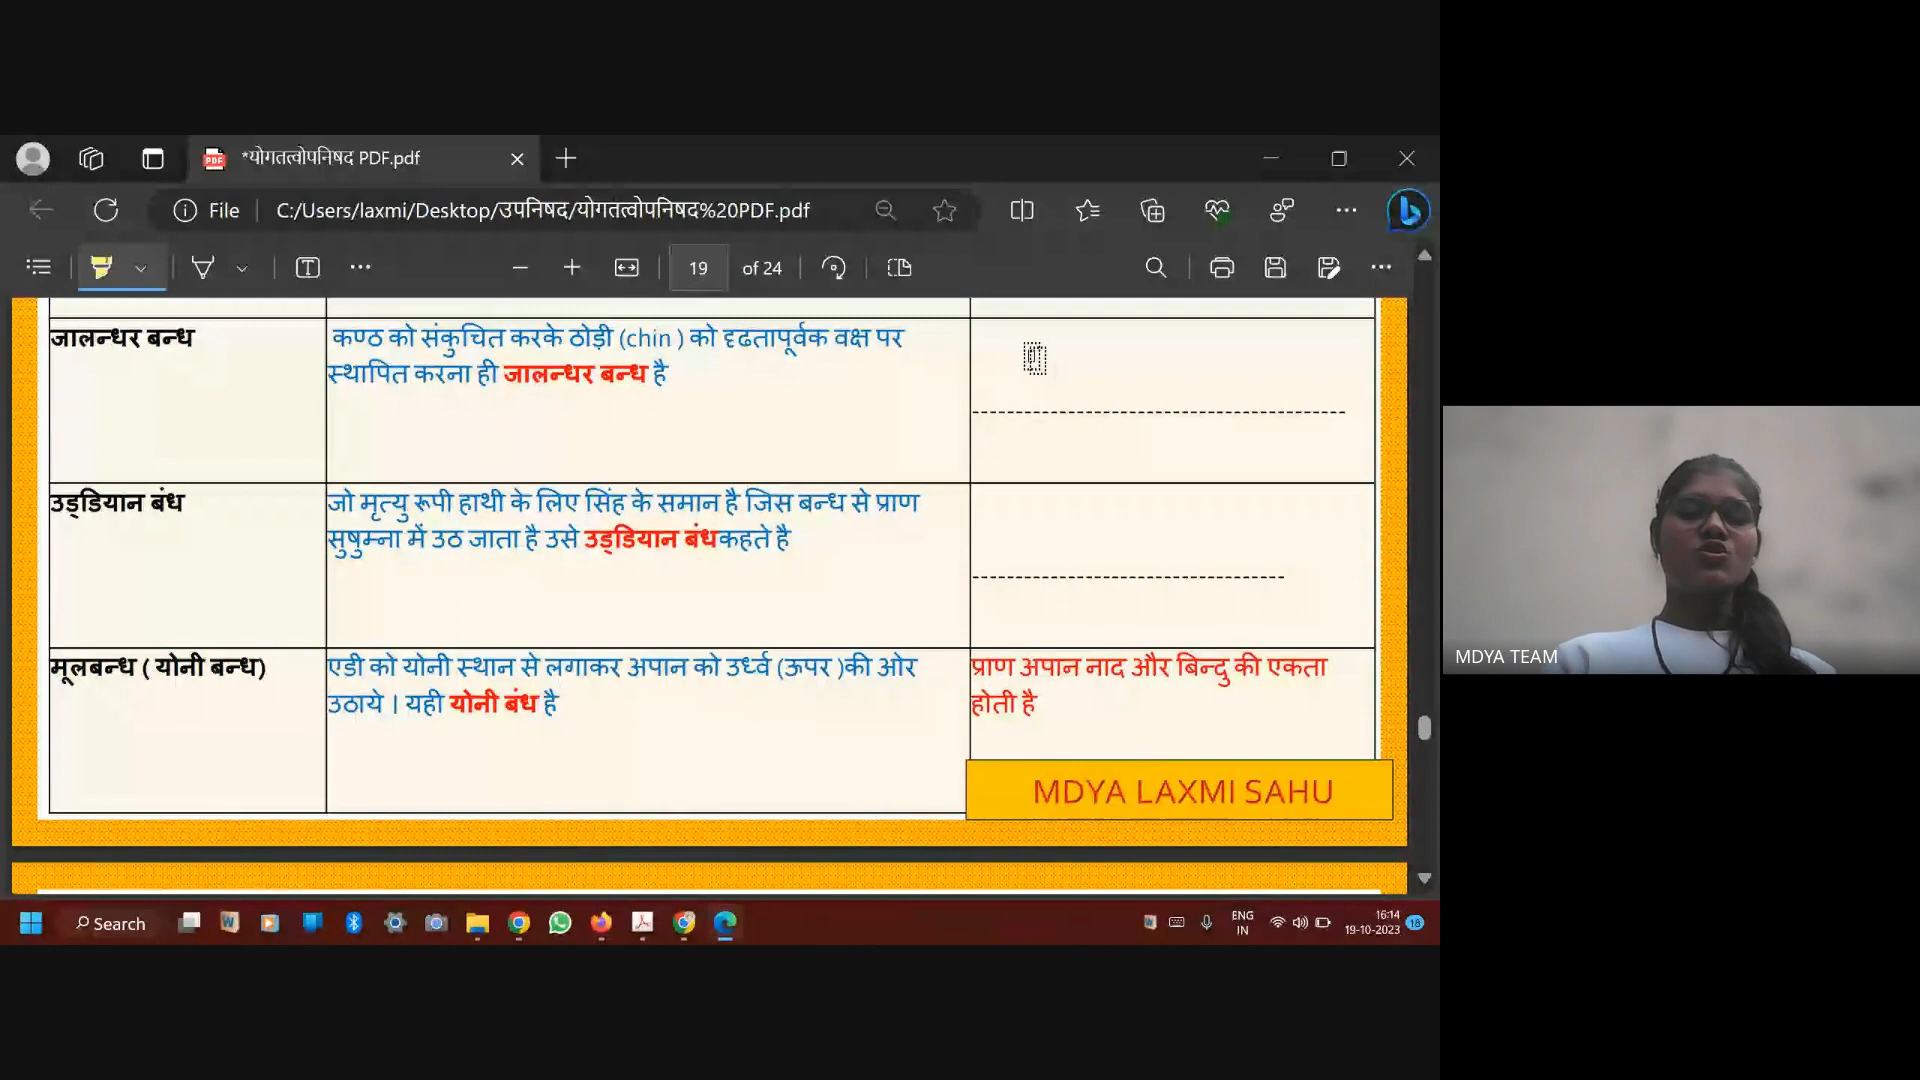 *योगतत्वोपनिषद PDF.pdf
File
C:/Users/laxmi/Desktop/उपनिषद/योगतत्वोपनिषद%20PDF.pdf
19 of 24
जालन्धर बन्ध
कण्ठ को संकुचित करके ठोड़ी (chin ) को दृढतापूर्वक वक्ष पर
स्थापित करना ही जालन्धर बन्ध है
----------------------------------------
उड्डियान बंध
जो मृत्यु रूपी हाथी के लिए सिंह के समान है जिस बन्ध से प्राण
सुषुम्ना में उठ जाता है उसे उड्डियान बंधकहते है
---------------------------------
मूलबन्ध ( योनी बन्ध)
एडी को योनी स्थान से लगाकर अपान को उर्ध्व (ऊपर )की ओर
उठाये । यही योनी बंध है
प्राण अपान नाद और बिन्दु की एकता
होती है
MDYA LAXMI SAHU
MDYA TEAM
Search
ENG
IN
16:14
19-10-2023
18